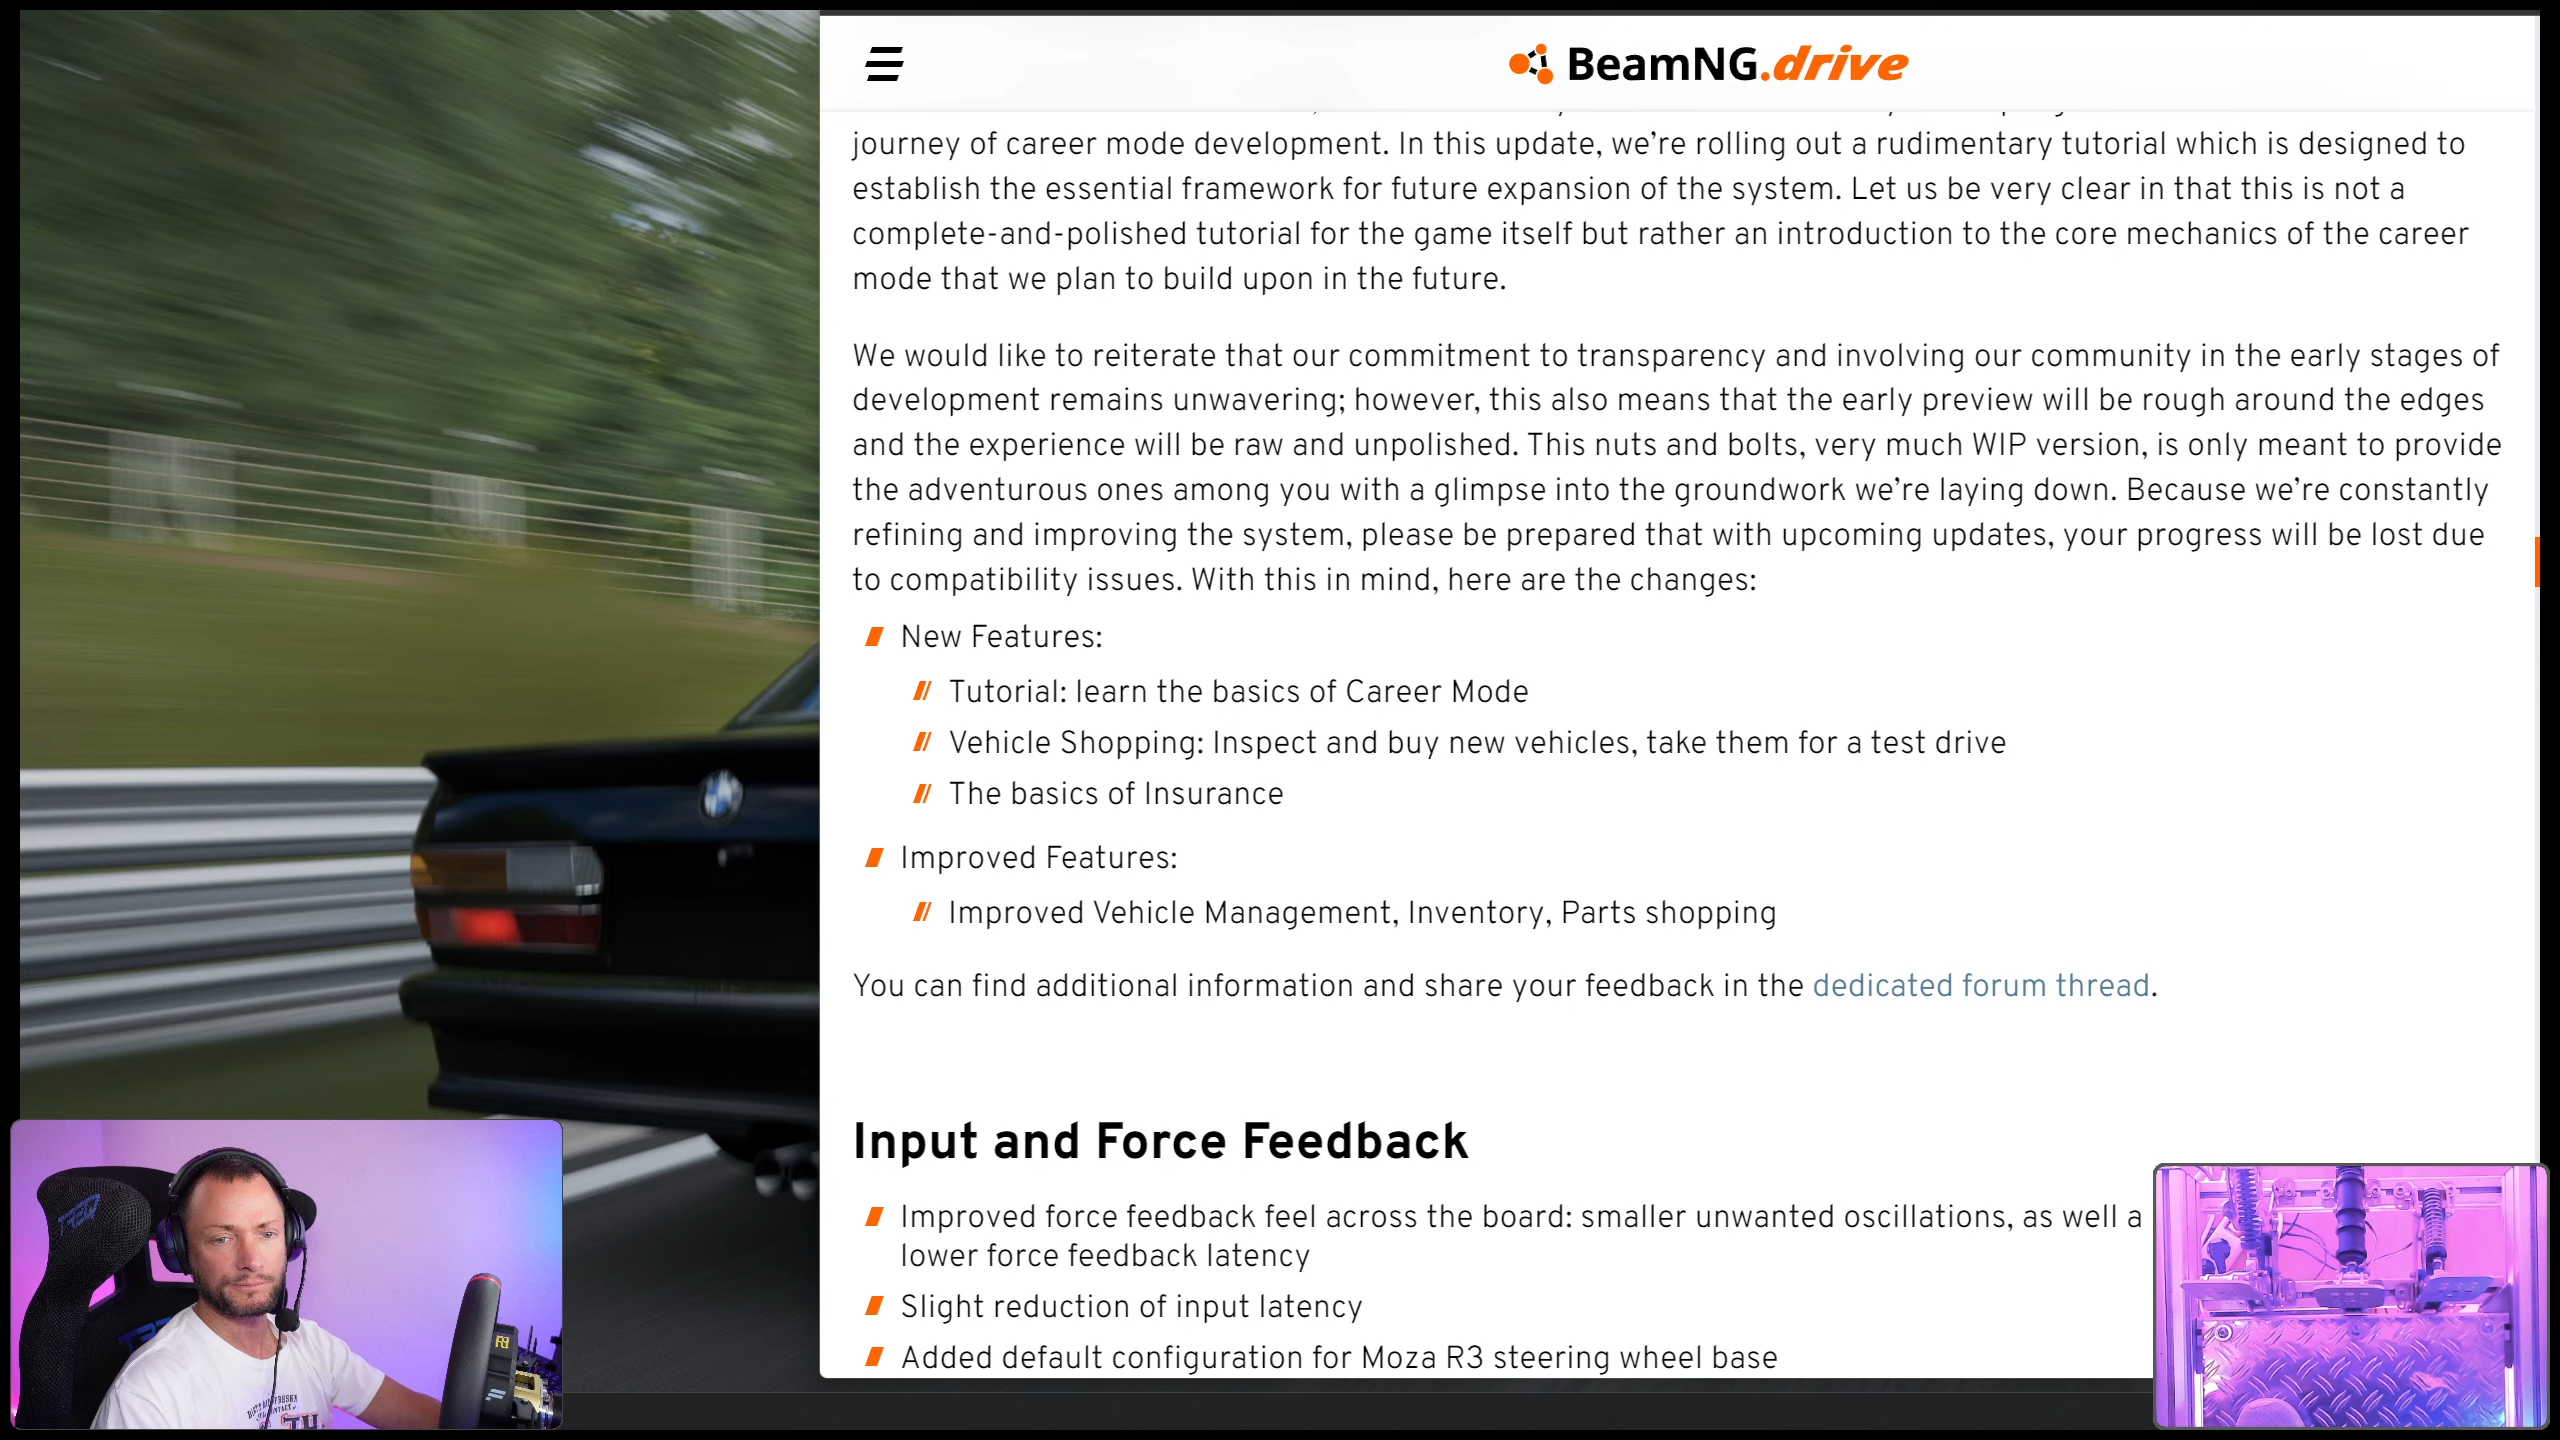 BeamNG.drive
journey of career mode development. In this update, we’re rolling out a rudimentary tutorial which is designed to
establish the essential framework for future expansion of the system. Let us be very clear in that this is not a
complete-and-polished tutorial for the game itself but rather an introduction to the core mechanics of the career
mode that we plan to build upon in the future.
We would like to reiterate that our commitment to transparency and involving our community in the early stages of
development remains unwavering; however, this also means that the early preview will be rough around the edges
and the experience will be raw and unpolished. This nuts and bolts, very much WIP version, is only meant to provide
the adventurous ones among you with a glimpse into the groundwork we’re laying down. Because we’re constantly
refining and improving the system, please be prepared that with upcoming updates, your progress will be lost due
to compatibility issues. With this in mind, here are the changes:
New Features:
Tutorial: learn the basics of Career Mode
Vehicle Shopping: Inspect and buy new vehicles, take them for a test drive
The basics of Insurance
Improved Features:
Improved Vehicle Management, Inventory, Parts shopping
You can find additional information and share your feedback in the dedicated forum thread.
Input and Force Feedback
Improved force feedback feel across the board: smaller unwanted oscillations, as well a
lower force feedback latency
Slight reduction of input latency
Added default configuration for Moza R3 steering wheel base